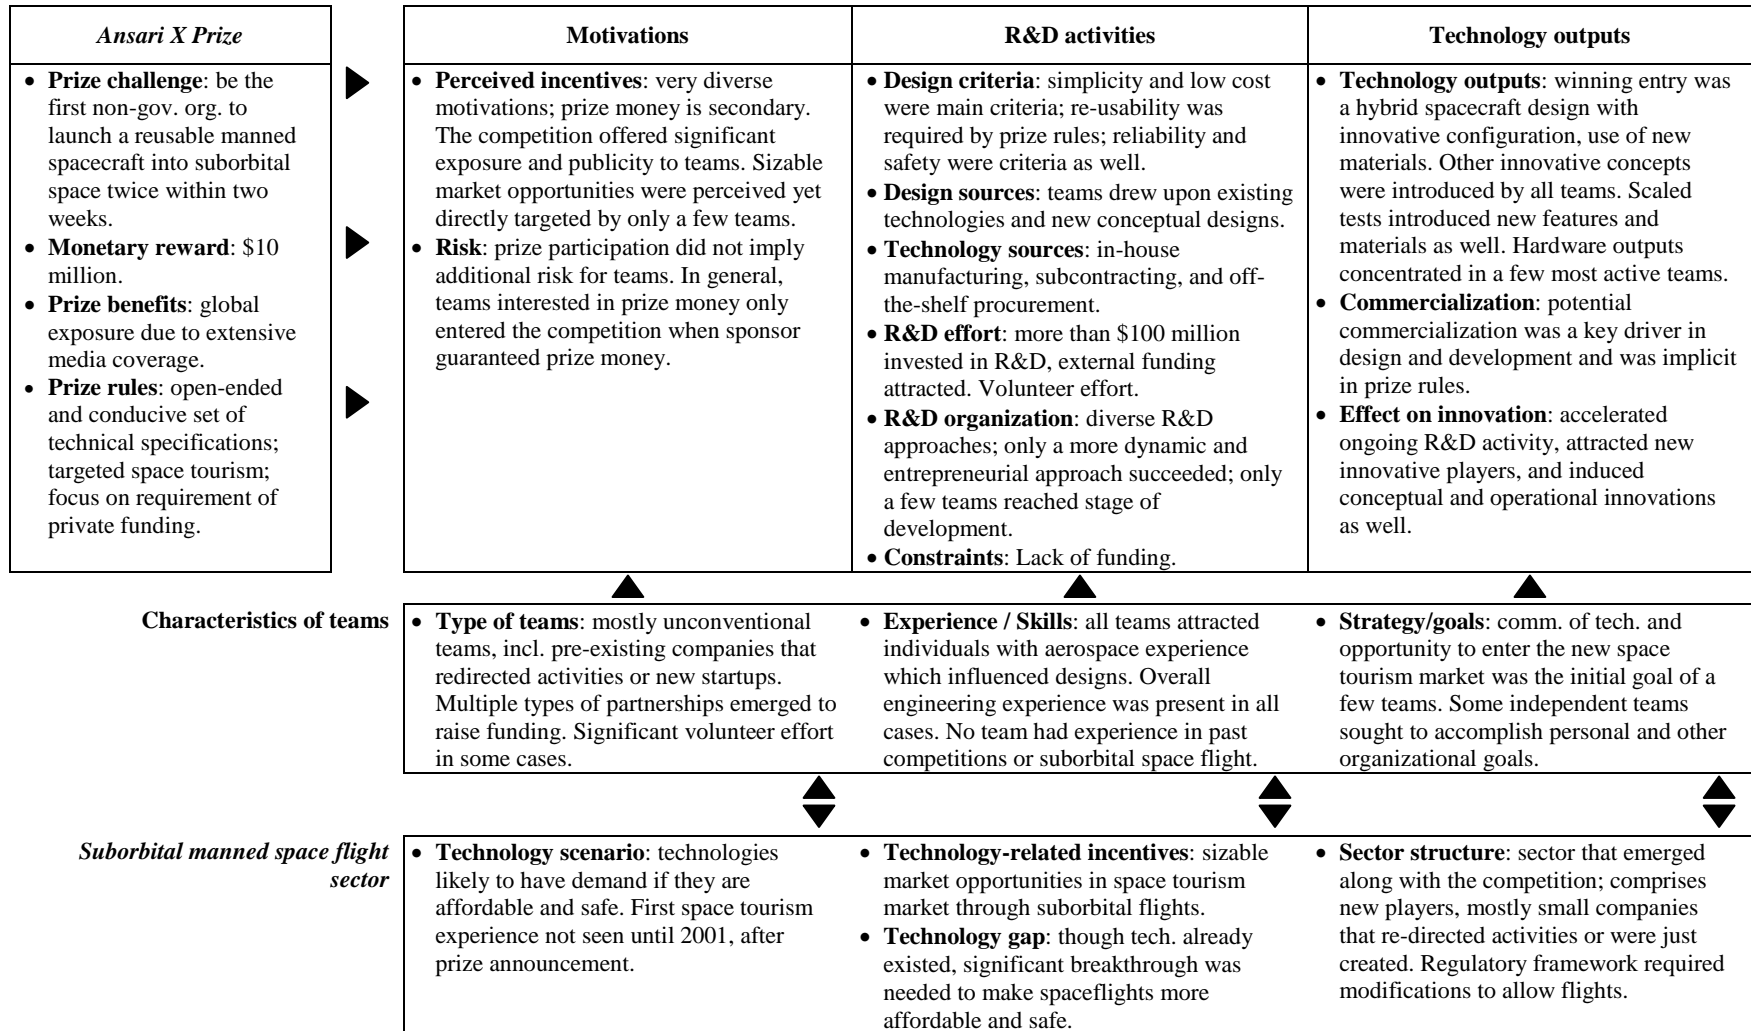 Ansari X Prize
• Prize challenge: be the
first non-gov. org. to
launch a reusable manned
spacecraft into suborbital
space twice within two
weeks.
• Monetary reward: $10
million.
• Prize benefits: global
exposure due to extensive
media coverage.
• Prize rules: open-ended
and conducive set of
technical specifications;
targeted space tourism;
focus on requirement of
private funding.
Motivations
• Perceived incentives: very diverse
motivations; prize money is secondary.
The competition offered significant
exposure and publicity to teams. Sizable
market opportunities were perceived yet
directly targeted by only a few teams.
• Risk: prize participation did not imply
additional risk for teams. In general,
teams interested in prize money only
entered the competition when sponsor
guaranteed prize money.
R&D activities
• Design criteria: simplicity and low cost
were main criteria; re-usability was
required by prize rules; reliability and
safety were criteria as well.
• Design sources: teams drew upon existing
technologies and new conceptual designs.
• Technology sources: in-house
manufacturing, subcontracting, and off-
the-shelf procurement.
• R&D effort: more than $100 million
invested in R&D, external funding
attracted. Volunteer effort.
• R&D organization: diverse R&D
approaches; only a more dynamic and
entrepreneurial approach succeeded; only
a few teams reached stage of
development.
• Constraints: Lack of funding.
Technology outputs
• Technology outputs: winning entry was
a hybrid spacecraft design with
innovative configuration, use of new
materials. Other innovative concepts
were introduced by all teams. Scaled
tests introduced new features and
materials as well. Hardware outputs
concentrated in a few most active teams.
• Commercialization: potential
commercialization was a key driver in
design and development and was implicit
in prize rules.
• Effect on innovation: accelerated
ongoing R&D activity, attracted new
innovative players, and induced
conceptual and operational innovations
as well.
Characteristics of teams
• Type of teams: mostly unconventional
teams, incl. pre-existing companies that
redirected activities or new startups.
Multiple types of partnerships emerged to
raise funding. Significant volunteer effort
in some cases.
• Experience / Skills: all teams attracted
individuals with aerospace experience
which influenced designs. Overall
engineering experience was present in all
cases. No team had experience in past
competitions or suborbital space flight.
• Strategy/goals: comm. of tech. and
opportunity to enter the new space
tourism market was the initial goal of a
few teams. Some independent teams
sought to accomplish personal and other
organizational goals.
Suborbital manned space flight
sector
• Technology scenario: technologies
likely to have demand if they are
affordable and safe. First space tourism
experience not seen until 2001, after
prize announcement.
• Technology-related incentives: sizable
market opportunities in space tourism
market through suborbital flights.
• Technology gap: though tech. already
existed, significant breakthrough was
needed to make spaceflights more
affordable and safe.
• Sector structure: sector that emerged
along with the competition; comprises
new players, mostly small companies
that re-directed activities or were just
created. Regulatory framework required
modifications to allow flights.